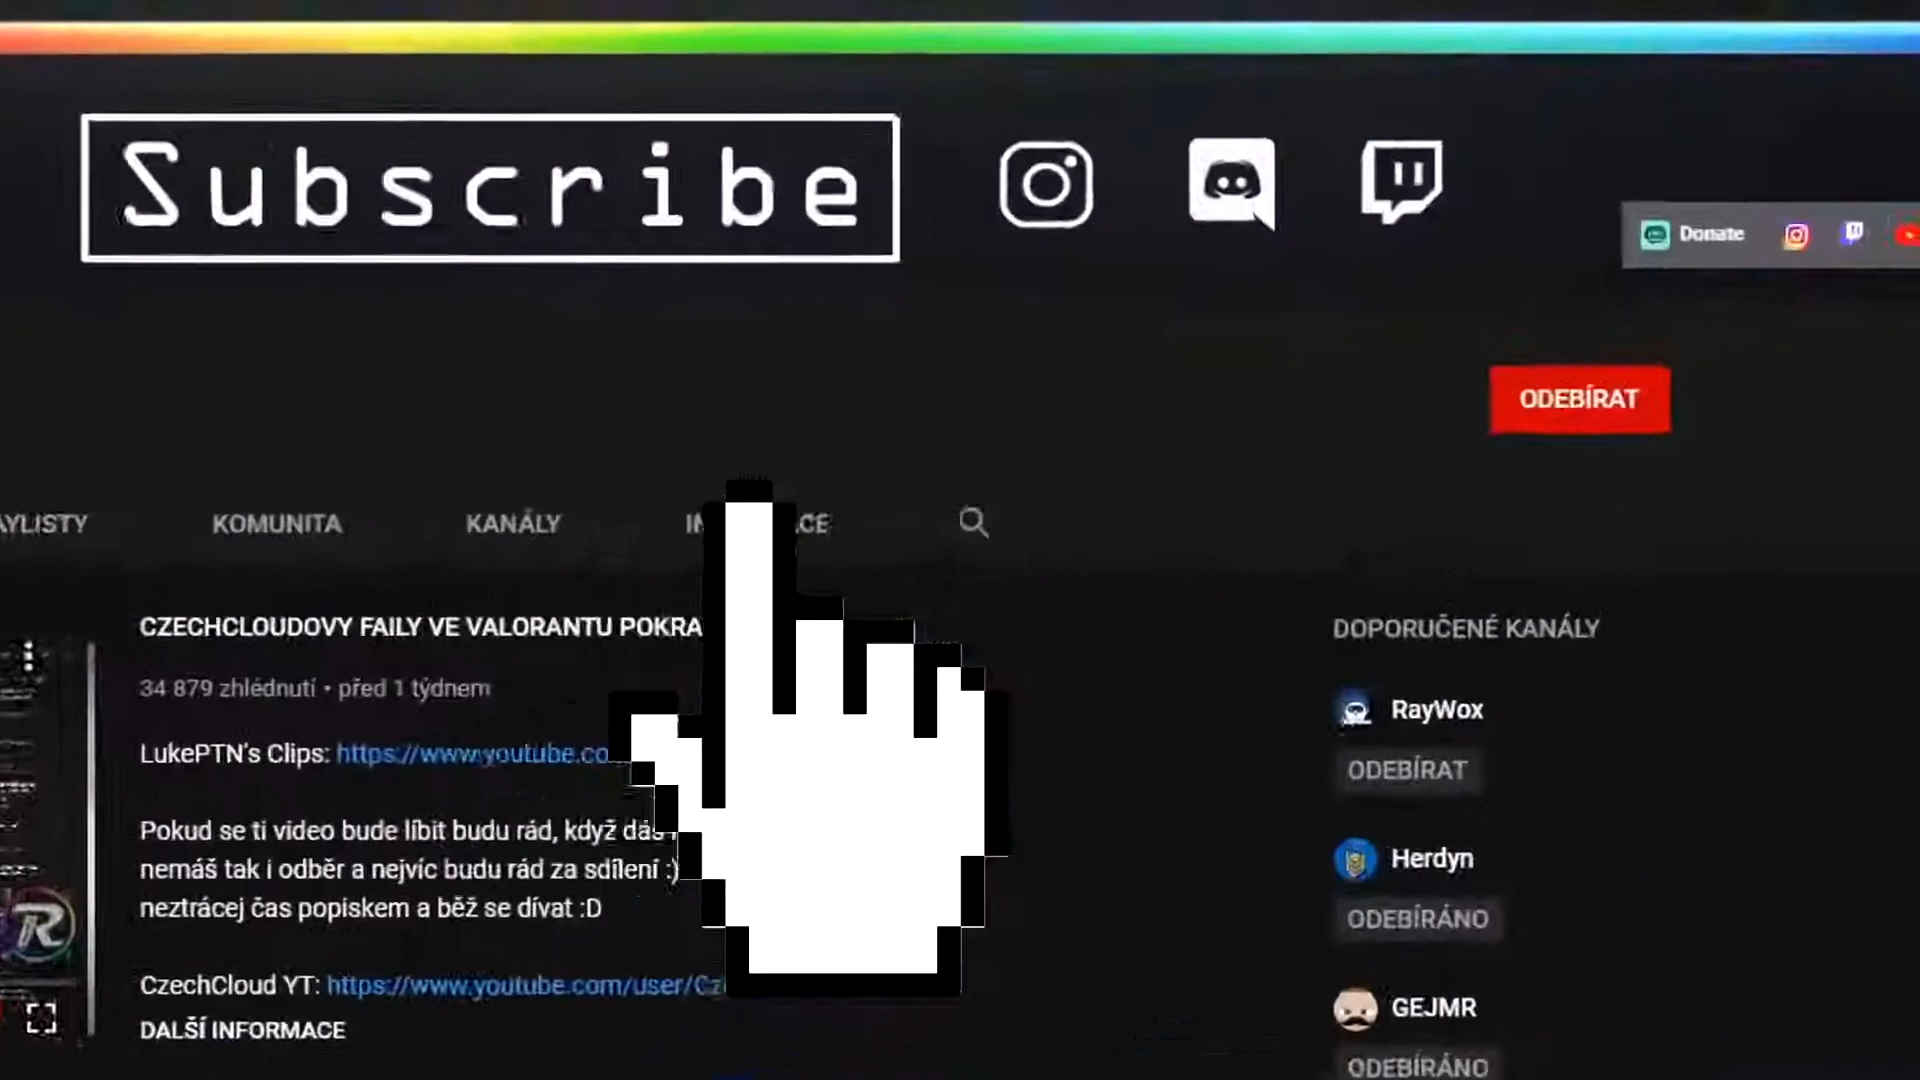 Subscribe
Donate
ODEBÍRAT
AYLISTY KOMUNITA KANÁLY
CZECHCLOUDOVY FAILY VE VALORANTU POKRA
34 879 zhlédnutí • před 1 týdnem
LukePTN's Clips: https://www.youtube.co
Pokud se ti video bude líbit budu rád, když dáš
nemáš tak i odběr a nejvíc budu rád za sdílení :)
neztrácej čas popiskem a běž se dívat :D
CzechCloud YT: https://www.youtube.com/user/Cz
DALŠÍ INFORMACE
DOPORUČENÉ KANÁLY
RayWox
ODEBÍRAT
Herdyn
ODEBÍRÁNO
GEJMR
ODEBÍRÁNO